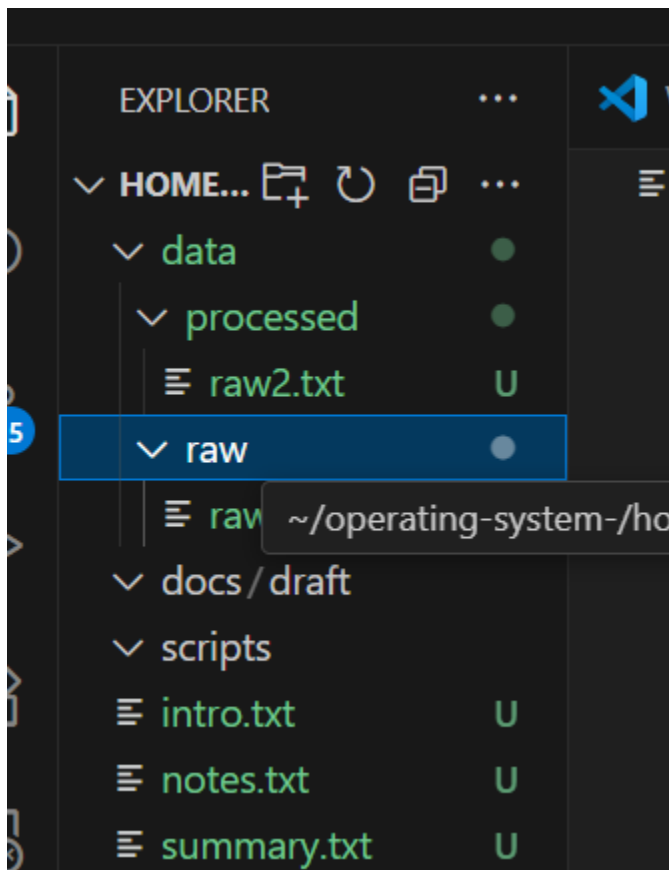 EXPLORER
HOME...
data
processed
raw2.txt U
raw
raw
~/operating-system-/ho
docs / draft
scripts
intro.txt U
notes.txt U
summary.txt U
5